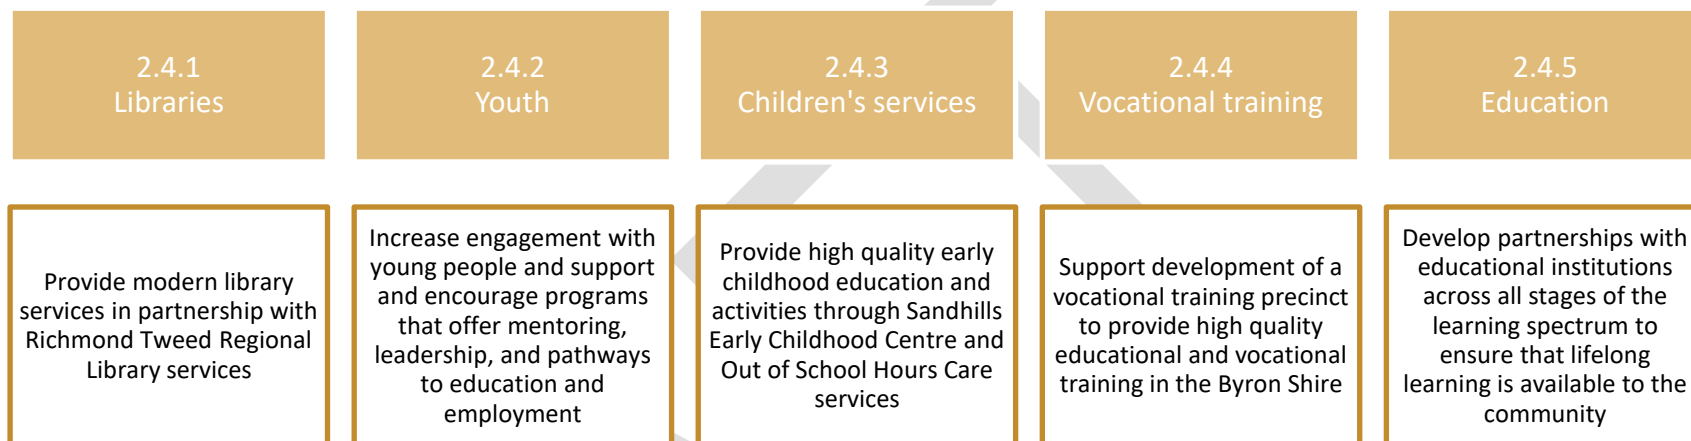 2.4.1
Libraries
2.4.2
Youth
2.4.3
Children's services
2.4.4
Vocational training
2.4.5
Education
Provide modern library
services in partnership with
Richmond Tweed Regional
Library services
Increase engagement with
young people and support
and encourage programs
that offer mentoring,
leadership, and pathways
to education and
employment
Provide high quality early
childhood education and
activities through Sandhills
Early Childhood Centre and
Out of School Hours Care
services
Support development of a
vocational training precinct
to provide high quality
educational and vocational
training in the Byron Shire
Develop partnerships with
educational institutions
across all stages of the
learning spectrum to
ensure that lifelong
learning is available to the
community